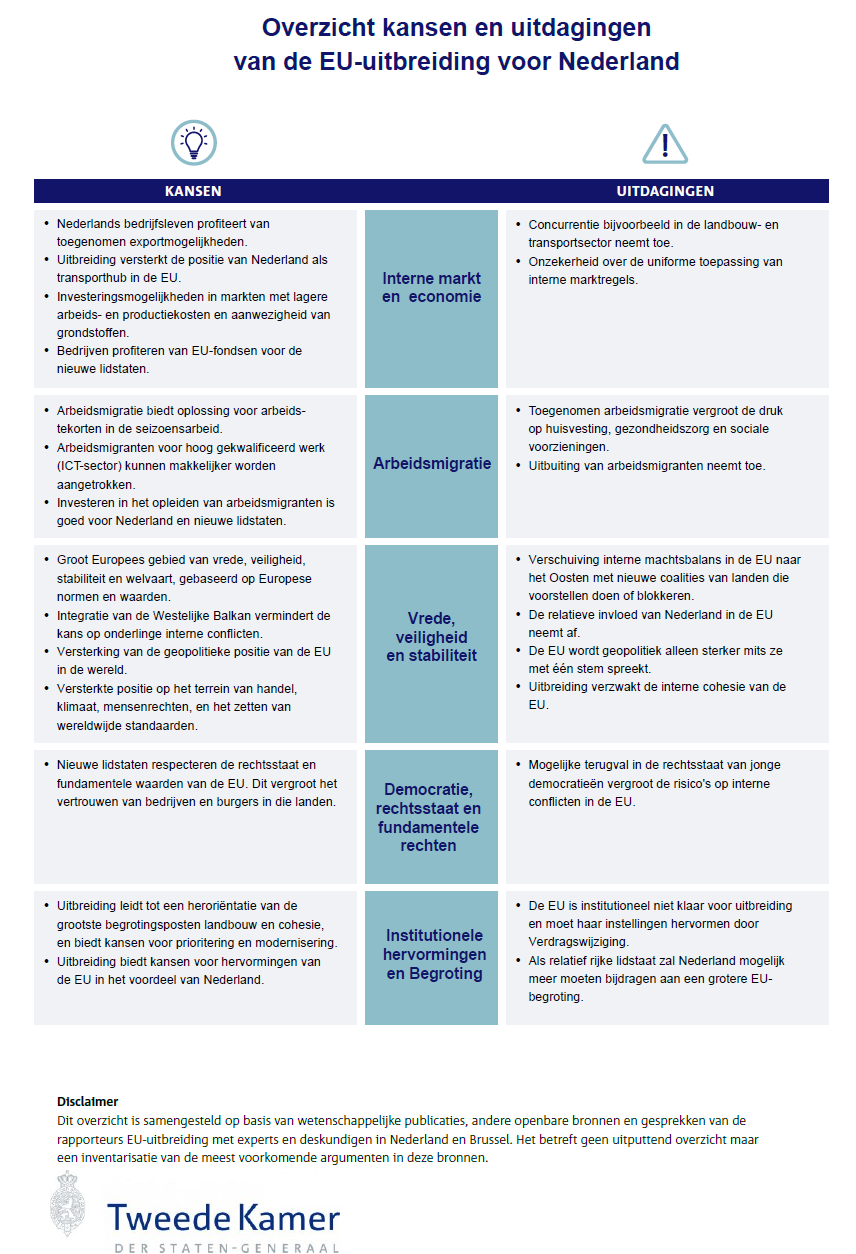 Overzicht kansen en uitdagingen
van de EU-uitbreiding voor Nederland
KANSEN
UITDAGINGEN
• Nederlands bedrijfsleven profiteert van
toegenomen exportmogelijkheden.
• Uitbreiding versterkt de positie van Nederland als
transporthub in de EU.
• Investeringsmogelijkheden in markten met lagere
arbeids- en productiekosten en aanwezigheid van
grondstoffen.
• Bedrijven profiteren van EU-fondsen voor de
nieuwe lidstaten.
Interne markt
en economie
• Concurrentie bijvoorbeeld in de landbouw- en
transportsector neemt toe.
• Onzekerheid over de uniforme toepassing van
interne marktregels.
• Arbeidsmigratie biedt oplossing voor arbeids-
tekorten in de seizoensarbeid.
• Arbeidsmigranten voor hoog gekwalificeerd werk
(ICT-sector) kunnen makkelijker worden
aangetrokken.
• Investeren in het opleiden van arbeidsmigranten is
goed voor Nederland en nieuwe lidstaten.
Arbeidsmigratie
• Toegenomen arbeidsmigratie vergroot de druk
op huisvesting, gezondheidszorg en sociale
voorzieningen.
• Uitbuiting van arbeidsmigranten neemt toe.
• Groot Europees gebied van vrede, veiligheid,
stabiliteit en welvaart, gebaseerd op Europese
normen en waarden.
• Integratie van de Westelijke Balkan vermindert de
kans op onderlinge interne conflicten.
• Versterking van de geopolitieke positie van de EU
in de wereld.
• Versterkte positie op het terrein van handel,
klimaat, mensenrechten, en het zetten van
wereldwijde standaarden.
Vrede,
veiligheid
en stabiliteit
• Verschuiving interne machtsbalans in de EU naar
het Oosten met nieuwe coalities van landen die
voorstellen doen of blokkeren.
• De relatieve invloed van Nederland in de EU
neemt af.
• De EU wordt geopolitiek alleen sterker mits ze
met één stem spreekt.
• Uitbreiding verzwakt de interne cohesie van de
EU.
• Nieuwe lidstaten respecteren de rechtsstaat en
fundamentele waarden van de EU. Dit vergroot het
vertrouwen van bedrijven en burgers in die landen.
Democratie,
rechtsstaat en
fundamentele
rechten
• Mogelijke terugval in de rechtsstaat van jonge
democratieën vergroot de risico's op interne
conflicten in de EU.
• Uitbreiding leidt tot een heroriëntatie van de
grootste begrotingsposten landbouw en cohesie,
en biedt kansen voor prioritering en modernisering.
• Uitbreiding biedt kansen voor hervormingen van
de EU in het voordeel van Nederland.
Institutionele
hervormingen
en Begroting
• De EU is institutioneel niet klaar voor uitbreiding
en moet haar instellingen hervormen door
Verdragswijziging.
• Als relatief rijke lidstaat zal Nederland mogelijk
meer moeten bijdragen aan een grotere EU-
begroting.
Disclaimer
Dit overzicht is samengesteld op basis van wetenschappelijke publicaties, andere openbare bronnen en gesprekken van de
rapporteurs EU-uitbreiding met experts en deskundigen in Nederland en Brussel. Het betreft geen uitputtend overzicht maar
een inventarisatie van de meest voorkomende argumenten in deze bronnen.
Tweede Kamer
DER STATEN-GENERAAL